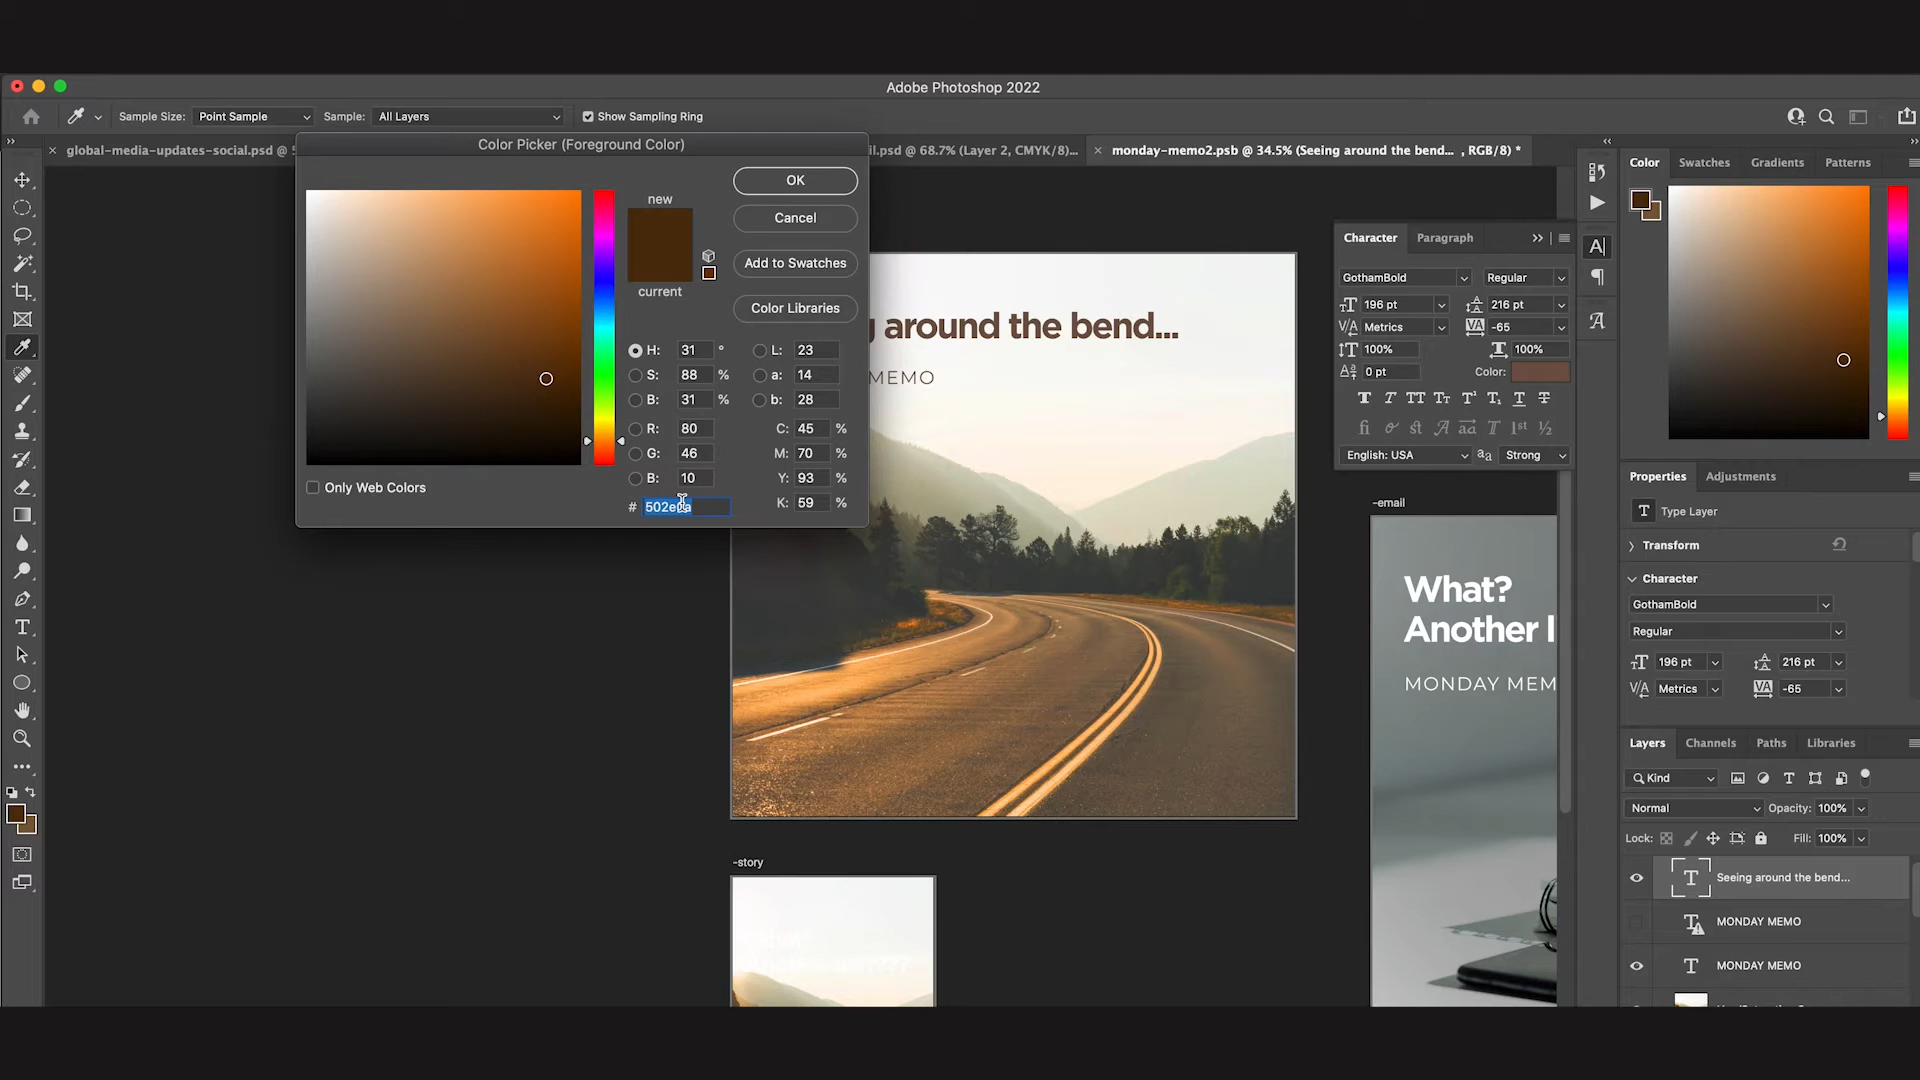 Adobe Photoshop 2022
Sample Size: Point Sample Sample: All Layers Show Sampling Ring
global-media-updates-social.psd @
il.psd @ 68.7% (Layer 2, CMYK/8)...
monday-memo2.psb @ 34.5% (Seeing around the bend... , RGB/8) *
Color Picker (Foreground Color)
new
current
OK
Cancel
Add to Swatches
Color Libraries
H: 31 °
S: 88 %
B: 31 %
R: 80
G: 46
B: 10
L: 23
a: 14
b: 28
C: 45 %
M: 70 %
Y: 93 %
K: 59 %
Only Web Colors
#
around the bend...
MEMO
-story
Character Paragraph
GothamBold Regular
196 pt 216 pt
Metrics -65
100% 100%
0 pt Color:
English: USA Strong
-email
What?
Another l
MONDAY MEM
Color Swatches Gradients Patterns
Properties Adjustments
Type Layer
Transform
Character
GothamBold
Regular
196 pt 216 pt
Metrics -65
Layers Channels Paths Libraries
Kind
Normal Opacity: 100%
Lock: Fill: 100%
Seeing around the bend...
MONDAY MEMO
MONDAY MEMO